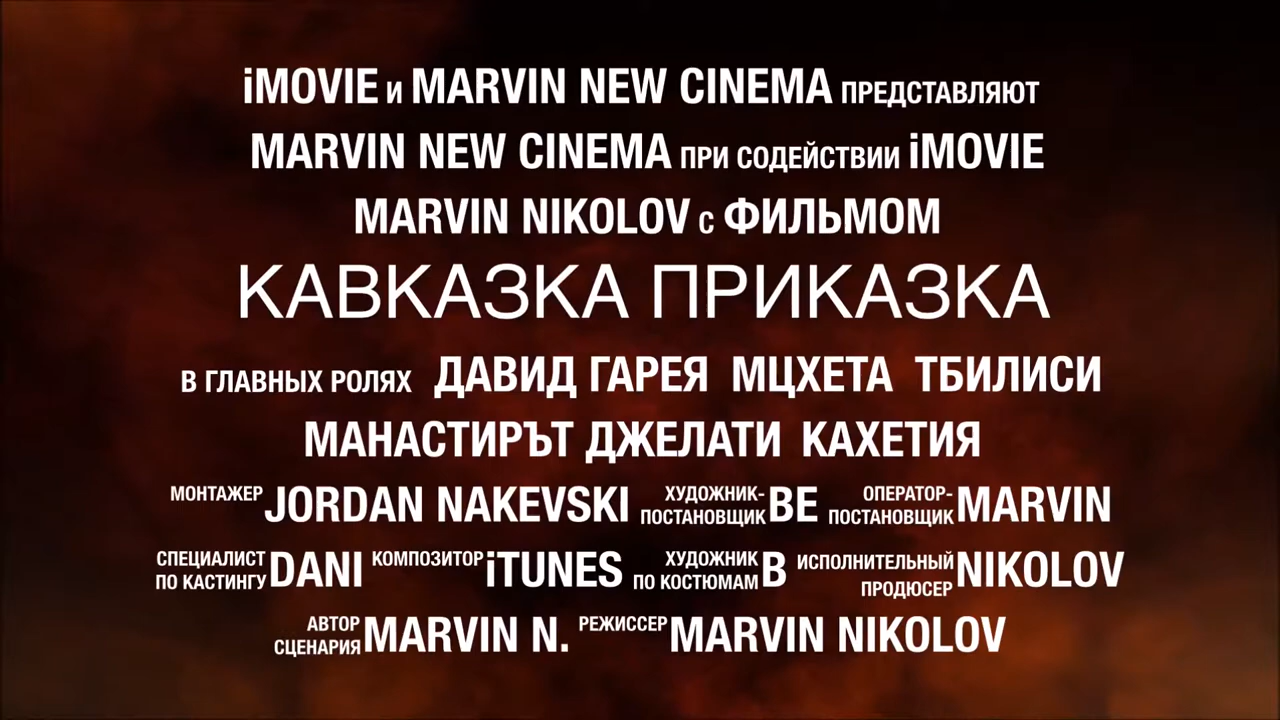 iMOVIE и MARVIN NEW CINEMA ПРЕДСТАВЛЯЮТ
MARVIN NEW CINEMA ПРИ СОДЕЙСТВИИ iMOVIE
MARVIN NIKOLOV С ФИЛЬМОМ
КАВКАЗКА ПРИКАЗКА
В ГЛАВНЫХ РОЛЯХ ДАВИД ГАРЕЯ МЦХЕТА ТБИЛИСИ
МАНАСТИРЪТ ДЖЕЛАТИ КАХЕТИЯ
МОНТАЖЕР JORDAN NAKEVSKI ХУДОЖНИК-ПОСТАНОВЩИК BE ОПЕРАТОР-ПОСТАНОВЩИК MARVIN
СПЕЦИАЛИСТ ПО КАСТИНГУ DANI КОМПОЗИТОР iTUNES ХУДОЖНИК ПО КОСТЮМАМ B ИСПОЛНИТЕЛЬНЫЙ ПРОДЮСЕР NIKOLOV
АВТОР СЦЕНАРИЯ MARVIN N. РЕЖИССЕР MARVIN NIKOLOV